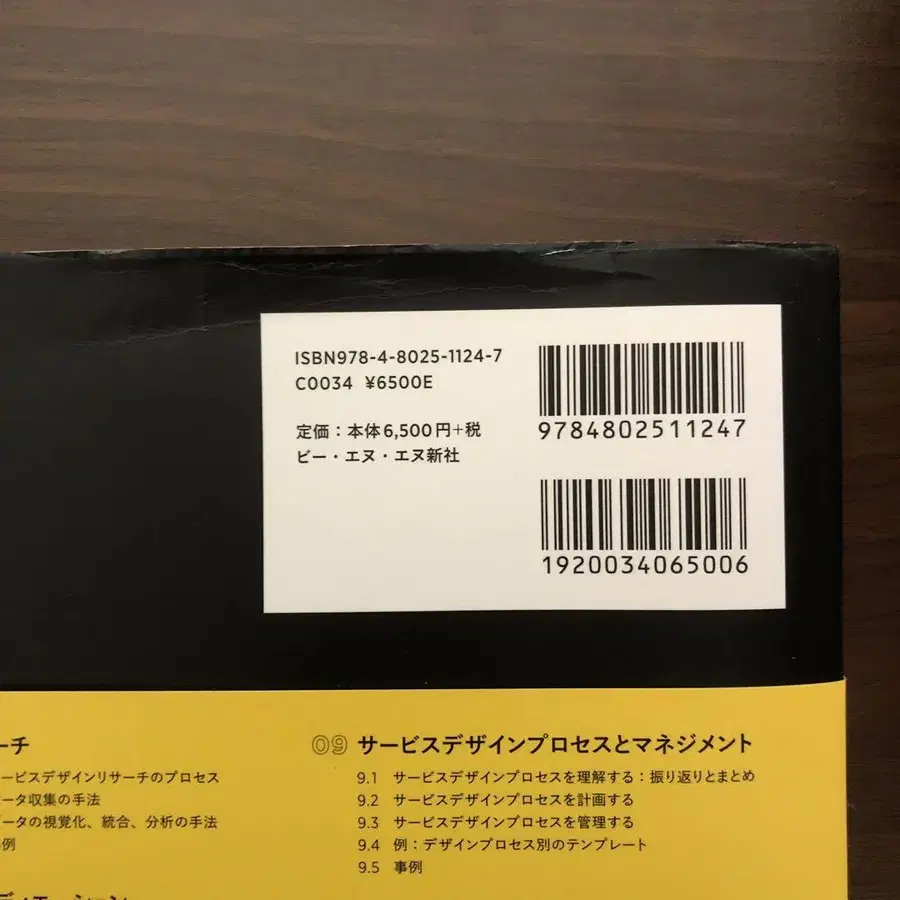 ISBN978-4-8025-1124-7
C0034 ¥6500E
定価：本体6,500円+税
ビー・エヌ・エヌ新社
9784802511247
1920034065006
ーチ
ービスデザインリサーチのプロセス
ータ収集の手法
ータの視覚化、統合、分析の手法
例
09 サービスデザインプロセスとマネジメント
9.1 サービスデザインプロセスを理解する：振り返りとまとめ
9.2 サービスデザインプロセスを計画する
9.3 サービスデザインプロセスを管理する
9.4 例：デザインプロセス別のテンプレート
9.5 事例